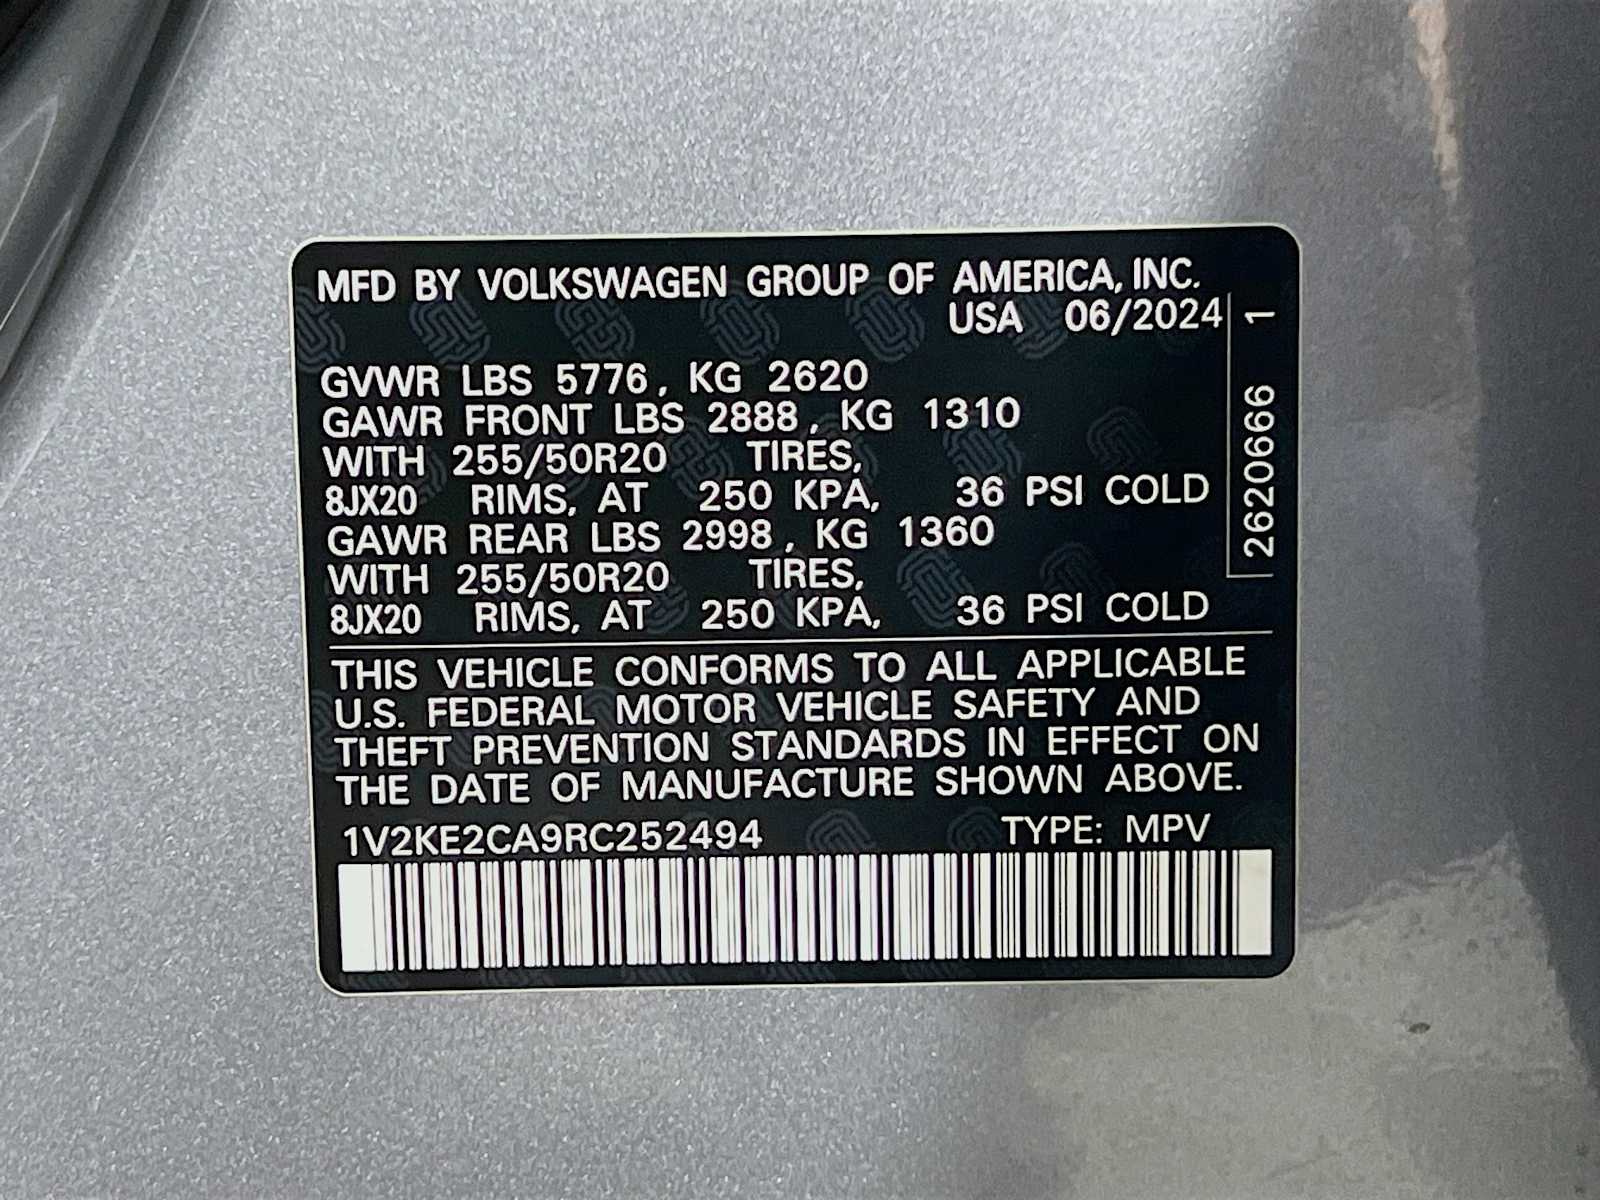 MFD BY VOLKSWAGEN GROUP OF AMERICA, INC.
USA 06/2024
GVWR LBS 5776, KG 2620
GAWR FRONT LBS 2888, KG 1310
WITH 255/50R20 TIRES,
8JX20 RIMS, AT 250 KPA, 36 PSI COLD
GAWR REAR LBS 2998, KG 1360
WITH 255/50R20 TIRES,
8JX20 RIMS, AT 250 KPA, 36 PSI COLD
THIS VEHICLE CONFORMS TO ALL APPLICABLE
U.S. FEDERAL MOTOR VEHICLE SAFETY AND
THEFT PREVENTION STANDARDS IN EFFECT ON
THE DATE OF MANUFACTURE SHOWN ABOVE.
1V2KE2CA9RC252494 TYPE: MPV
2620666 1